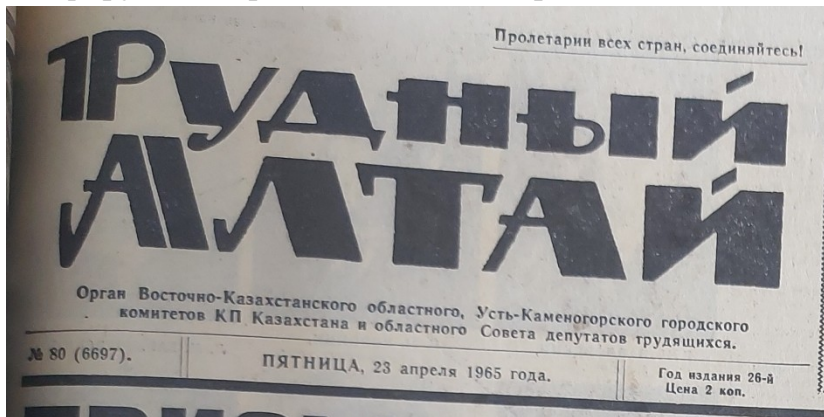 Пролетарии всех стран, соединяйтесь!
РУДНЫЙ
АЛТАЙ
Орган Восточно-Казахстанского областного, Усть-Каменогорского городского
комитетов КП Казахстана и областного Совета депутатов трудящихся.
№ 80 (6697).
ПЯТНИЦА, 23 апреля 1965 года.
Год издания 26-й
Цена 2 коп.